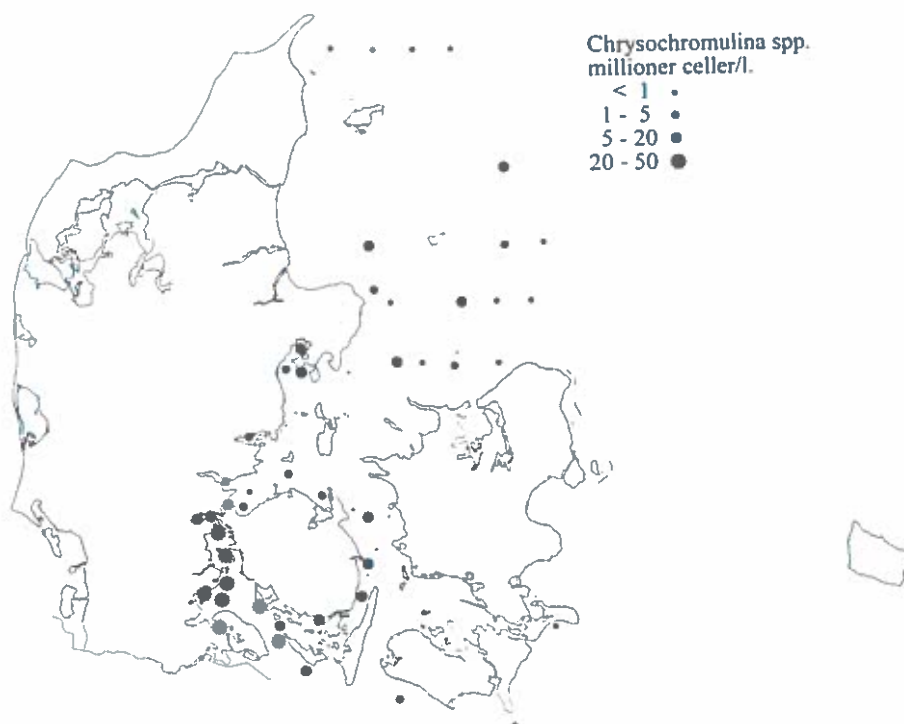 Chrysochromulina spp.
millioner celler/l.
< 1
1 - 5
5 - 20
20 - 50